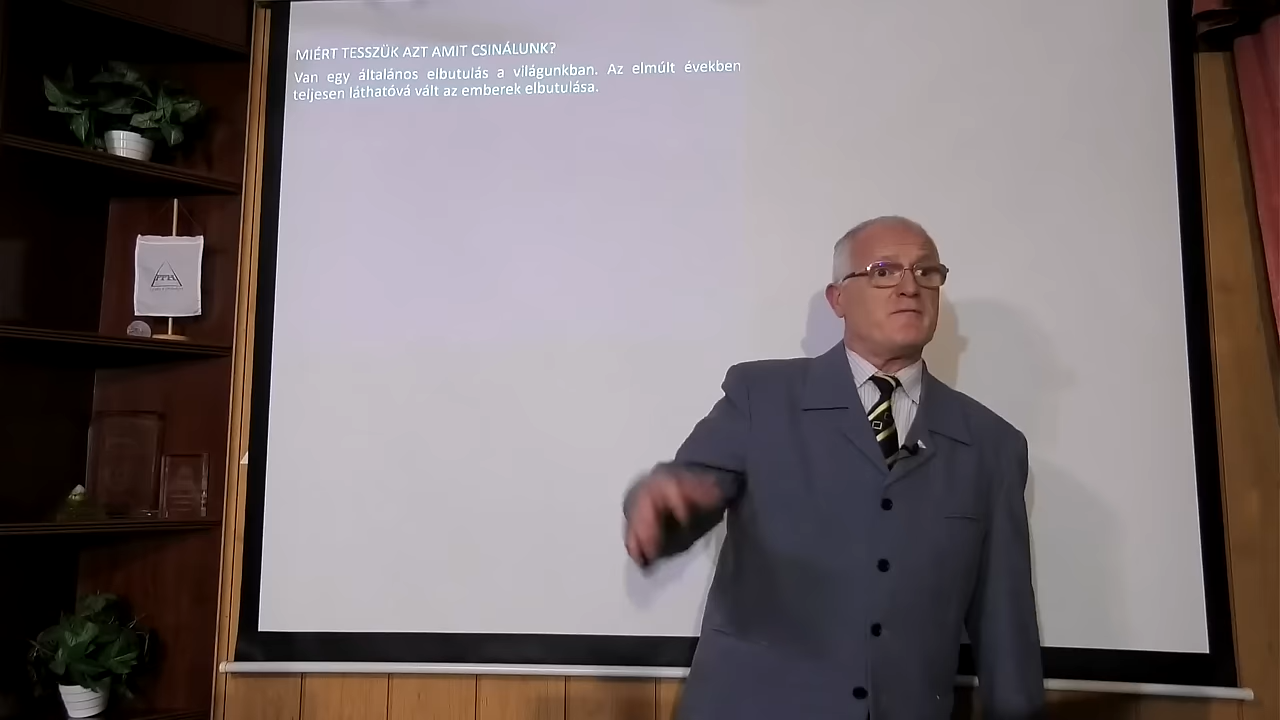 MIÉRT TESSZÜK AZT AMIT CSINÁLUNK?
Van egy általános elbutulás a világunkban. Az elmúlt években
teljesen láthatóvá vált az emberek elbutulása.